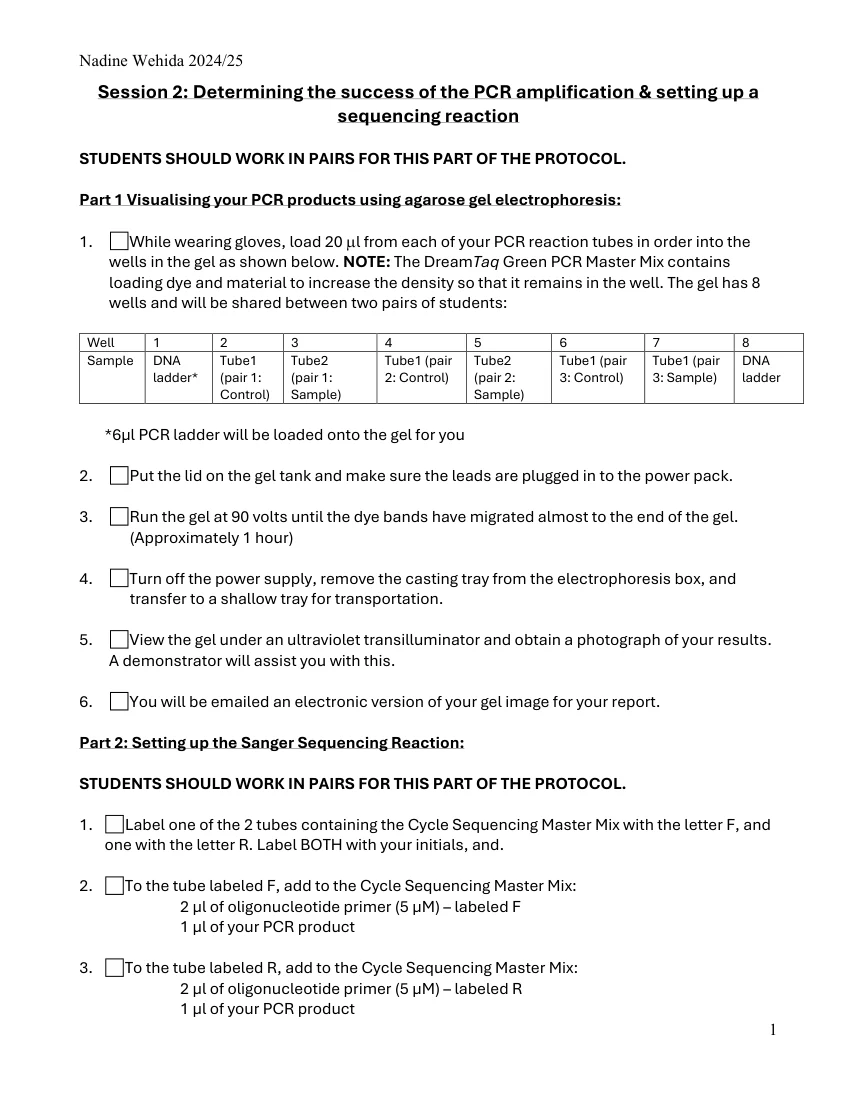 Nadine Wehida 2024/25
Session 2: Determining the success of the PCR amplification & setting up a
sequencing reaction
STUDENTS SHOULD WORK IN PAIRS FOR THIS PART OF THE PROTOCOL.
Part 1 Visualising your PCR products using agarose gel electrophoresis:
1. While wearing gloves, load 20 µl from each of your PCR reaction tubes in order into the
wells in the gel as shown below. NOTE: The DreamTaq Green PCR Master Mix contains
loading dye and material to increase the density so that it remains in the well. The gel has 8
wells and will be shared between two pairs of students:
Well 1 2 3 4 5 6 7 8
Sample DNA Tube1 Tube2 Tube1 (pair Tube2 Tube1 (pair Tube1 (pair DNA
ladder* (pair 1: (pair 1: 2: Control) (pair 2: 3: Control) 3: Sample) ladder
Control) Sample) Sample)
*6µl PCR ladder will be loaded onto the gel for you
2. Put the lid on the gel tank and make sure the leads are plugged in to the power pack.
3. Run the gel at 90 volts until the dye bands have migrated almost to the end of the gel.
(Approximately 1 hour)
4. Turn off the power supply, remove the casting tray from the electrophoresis box, and
transfer to a shallow tray for transportation.
5. View the gel under an ultraviolet transilluminator and obtain a photograph of your results.
A demonstrator will assist you with this.
6. You will be emailed an electronic version of your gel image for your report.
Part 2: Setting up the Sanger Sequencing Reaction:
STUDENTS SHOULD WORK IN PAIRS FOR THIS PART OF THE PROTOCOL.
1. Label one of the 2 tubes containing the Cycle Sequencing Master Mix with the letter F, and
one with the letter R. Label BOTH with your initials, and.
2. To the tube labeled F, add to the Cycle Sequencing Master Mix:
2 µl of oligonucleotide primer (5 µM) – labeled F
1 µl of your PCR product
3. To the tube labeled R, add to the Cycle Sequencing Master Mix:
2 µl of oligonucleotide primer (5 µM) – labeled R
1 µl of your PCR product
1